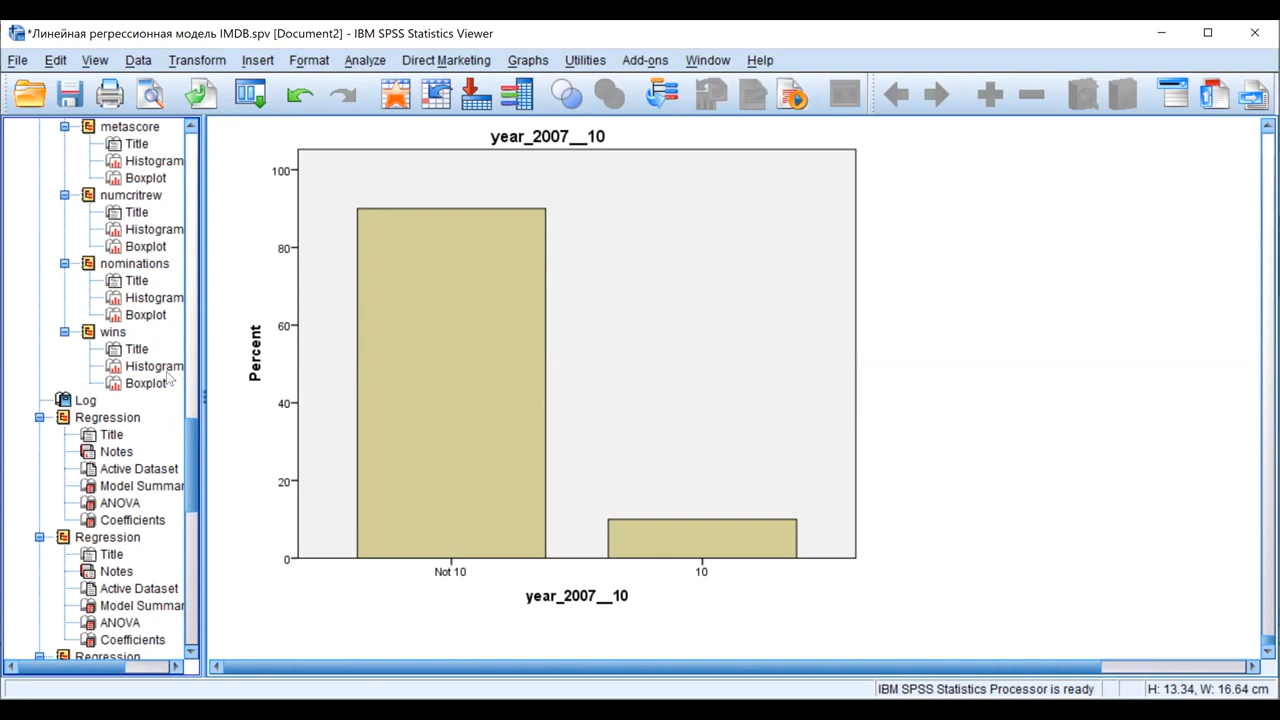 *Линейная регрессионная модель IMDB.spv [Document2] - IBM SPSS Statistics Viewer
File Edit View Data Transform Insert Format Analyze Direct Marketing Graphs Utilities Add-ons Window Help
metascore
Title
Histogram
Boxplot
numcritrew
Title
Histogram
Boxplot
nominations
Title
Histogram
Boxplot
wins
Title
Histogram
Boxplot
Log
Regression
Title
Notes
Active Dataset
Model Summar
ANOVA
Coefficients
Regression
Title
Notes
Active Dataset
Model Summar
ANOVA
Coefficients
Regression
year_2007__10
100
80
60
40
20
0
Percent
Not 10
10
year_2007__10
IBM SPSS Statistics Processor is ready
H: 13.34, W: 16.64 cm